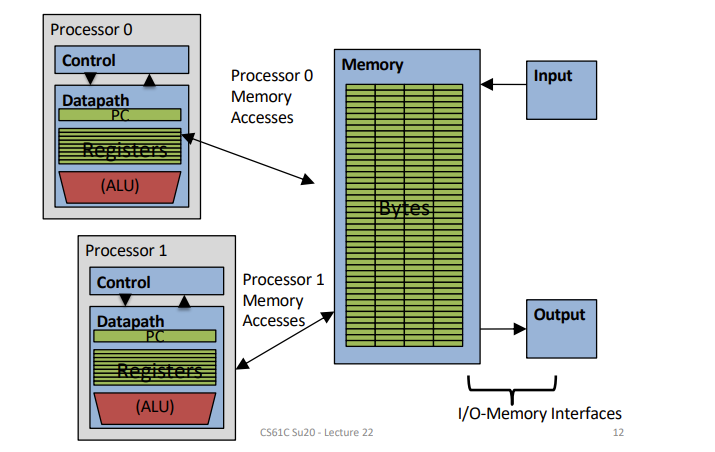 Processor 0
Control
Datapath
PC
Registers
(ALU)
Processor 0
Memory
Accesses
Processor 1
Control
Datapath
PC
Registers
(ALU)
Processor 1
Memory
Accesses
Memory
Bytes
Input
Output
I/O-Memory Interfaces
CS61C Su20 - Lecture 22
12